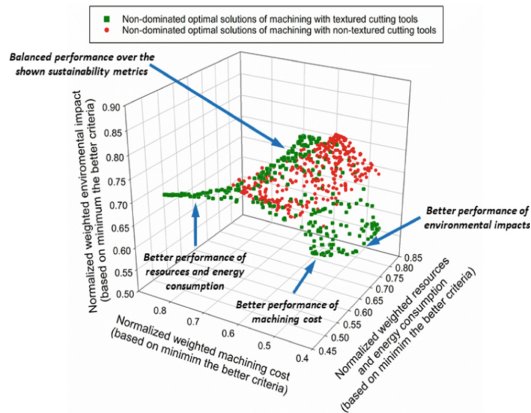 Non-dominated optimal solutions of machining with textured cutting tools
Non-dominated optimal solutions of machining with non-textured cutting tools
Balanced performance over the
shown sustainability metrics
Normalized weighted enviromental impact
(based on minimum the better criteria)
0.90
0.85
0.80
0.75
0.70
0.65
0.60
0.55
0.50
Better performance of
resources and energy
consumption
Better performance of
machining cost
Better performance of
environmental impacts
0.8
0.7
0.6
0.5
0.4
Normalized weighted machining cost
(based on minimim the better criteria)
0.85
0.80
0.75
0.70
0.65
0.60
0.55
0.50
0.45
Normalized weighted resources
and energy consumption
(based on minimim the better criteria)